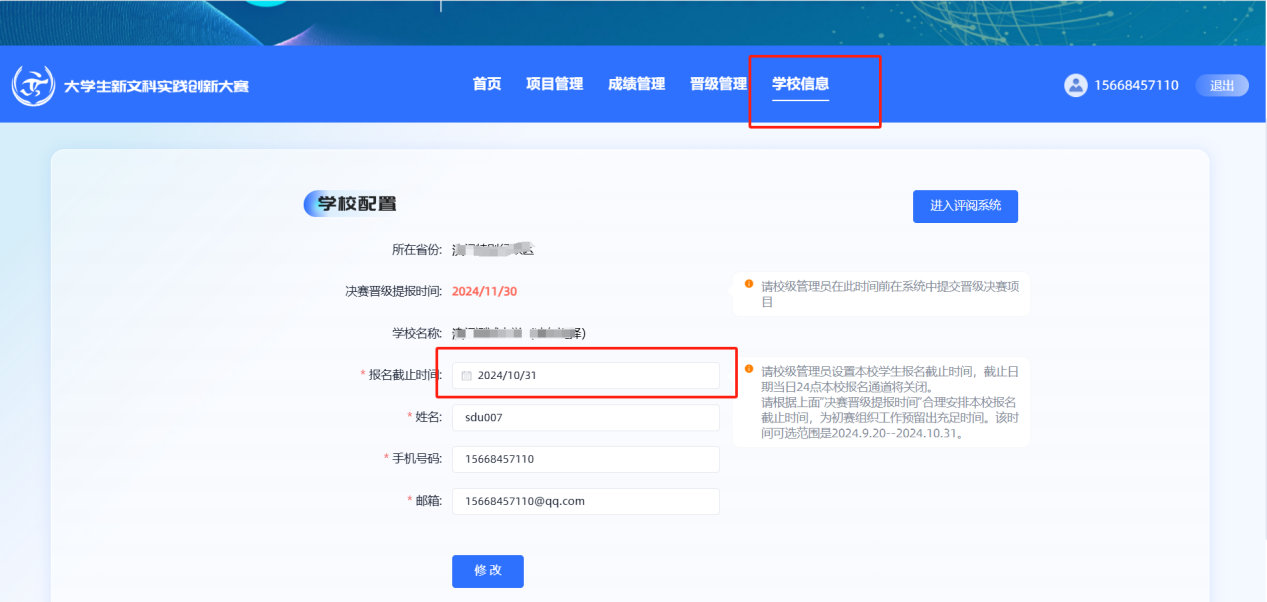 大学生新文科实践创新大赛
首页 项目管理 成绩管理 晋级管理 学校信息
15668457110 退出
学校配置
进入评阅系统
所在省份:
决赛晋级提报时间: 2024/11/30
请校级管理员在此时间前在系统中提交晋级决赛项
目
学校名称:
* 报名截止时间: 2024/10/31
请校级管理员设置本校学生报名截止时间，截止日
期当日24点本校报名通道将关闭。
请根据上面"决赛晋级提报时间"合理安排本校报名
截止时间，为初赛组织工作预留出充足时间。该时
间可选范围是2024.9.20--2024.10.31。
* 姓名: sdu007
* 手机号码: 15668457110
* 邮箱: 15668457110@qq.com
修 改